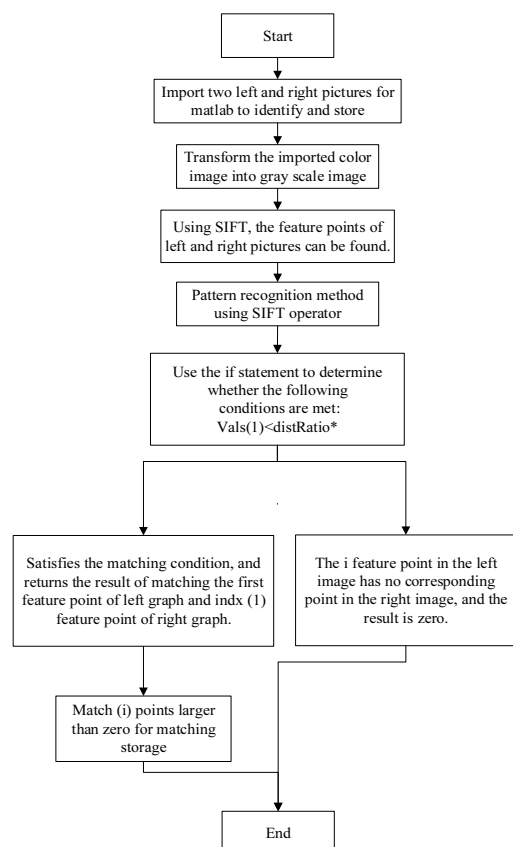 Start
Import two left and right pictures for
matlab to identify and store
Transform the imported color
image into gray scale image
Using SIFT, the feature points of
left and right pictures can be found.
Pattern recognition method
using SIFT operator
Use the if statement to determine
whether the following
conditions are met:
Vals(1)<distRatio*
Satisfies the matching condition, and
returns the result of matching the first
feature point of left graph and indx (1)
feature point of right graph.
The i feature point in the left
image has no corresponding
point in the right image, and the
result is zero.
Match (i) points larger
than zero for matching
storage
End